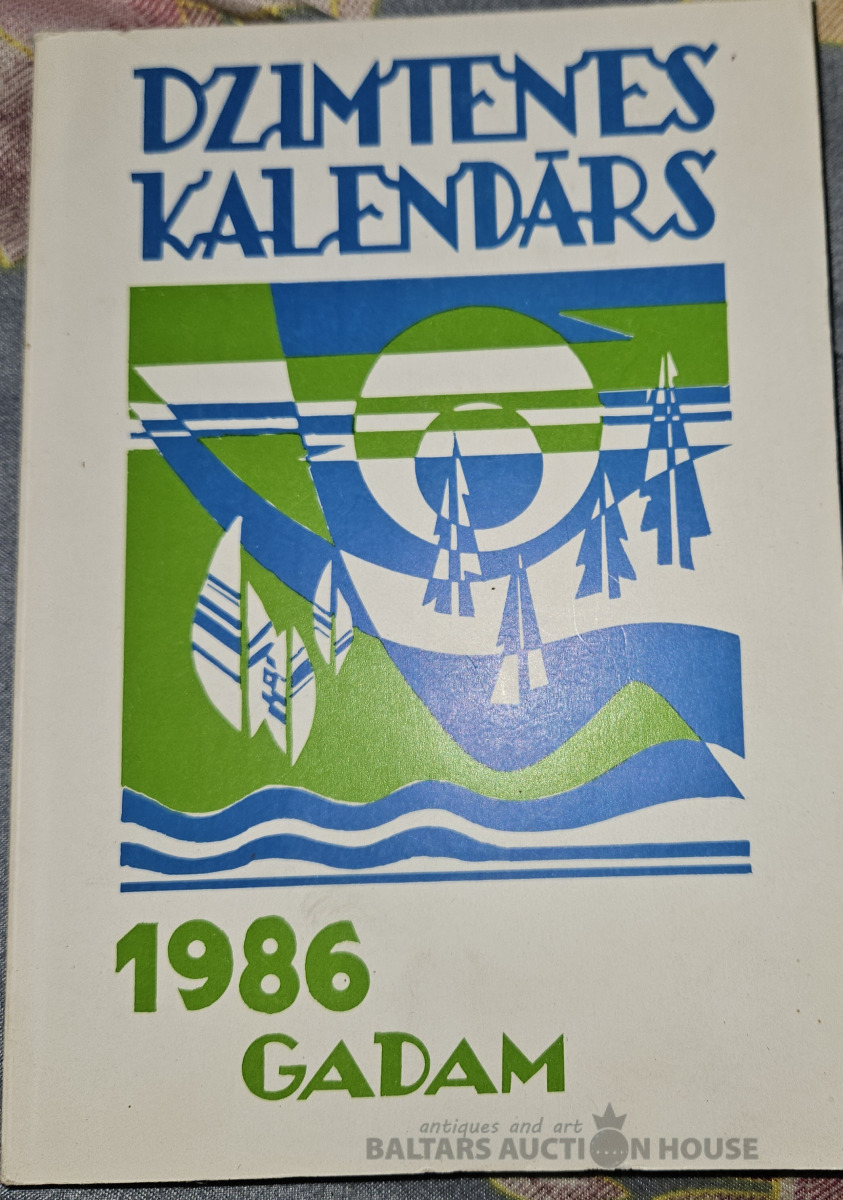 DZIMTENES
KALENDĀRS
1986
GADAM
antiques and art
BALTARS AUCTION HOUSE